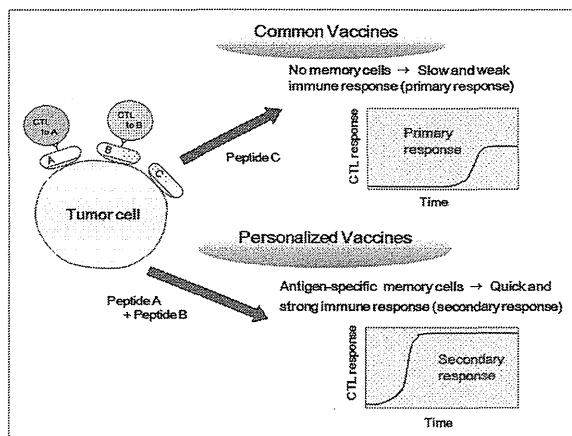 Common Vaccines
No memory cells → Slow and weak
immune response (primary response)
CTL
to A
CTL
to B
A
B
C
Tumor cell
Peptide C
CTL response
Primary
response
Time
Personalized Vaccines
Peptide A
+ Peptide B
Antigen-specific memory cells → Quick and
strong immune response (secondary response)
CTL response
Secondary
response
Time